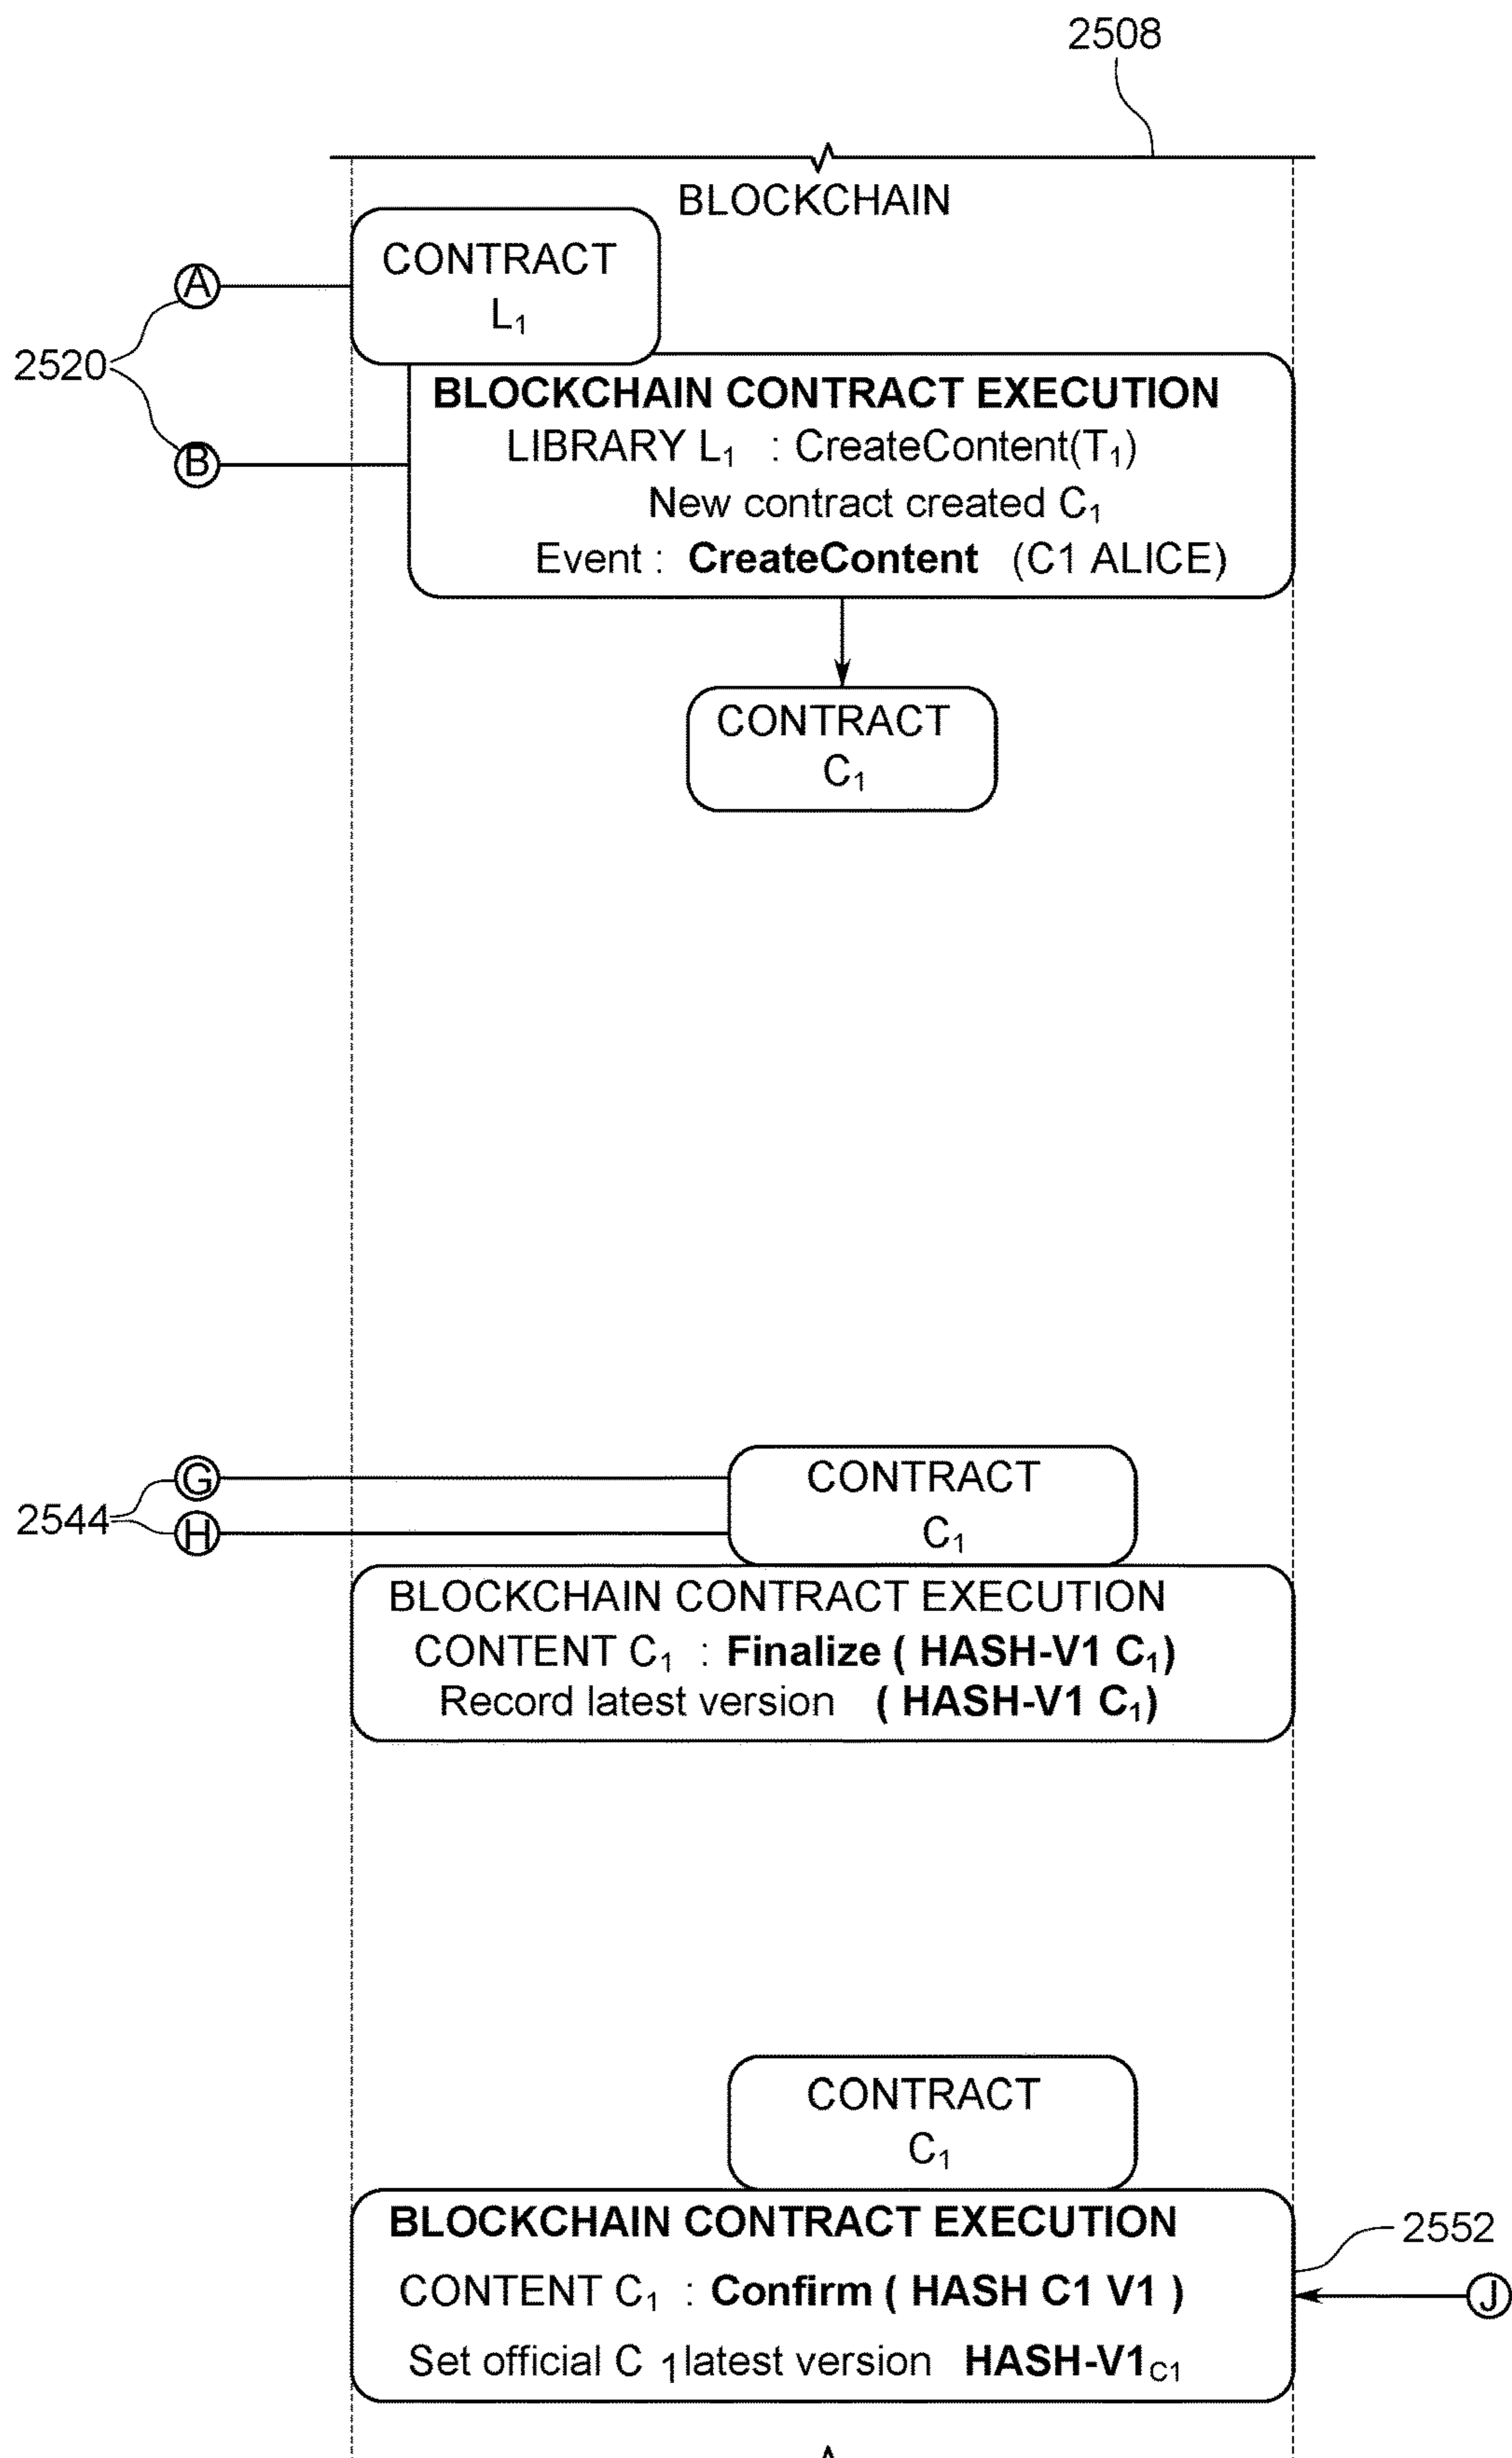 2508
BLOCKCHAIN
CONTRACT
L₁
A
2520
BLOCKCHAIN CONTRACT EXECUTION
LIBRARY L₁ : CreateContent(T₁)
B
New contract created C₁
Event : CreateContent (C1 ALICE)
CONTRACT
C₁
G
CONTRACT
2544
H
C₁
BLOCKCHAIN CONTRACT EXECUTION
CONTENT C₁ : Finalize ( HASH-V1 C₁)
Record latest version ( HASH-V1 C₁)
CONTRACT
C₁
BLOCKCHAIN CONTRACT EXECUTION
2552
CONTENT C₁ : Confirm ( HASH C1 V1 )
J
Set official C 1 latest version HASH-V1C1